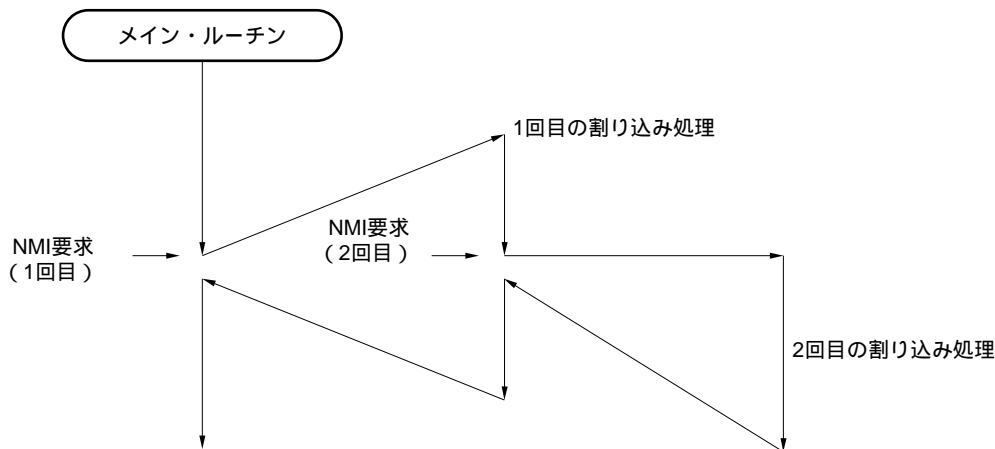 メイン・ルーチン
1回目の割り込み処理
NMI要求
（1回目）
NMI要求
（2回目）
2回目の割り込み処理